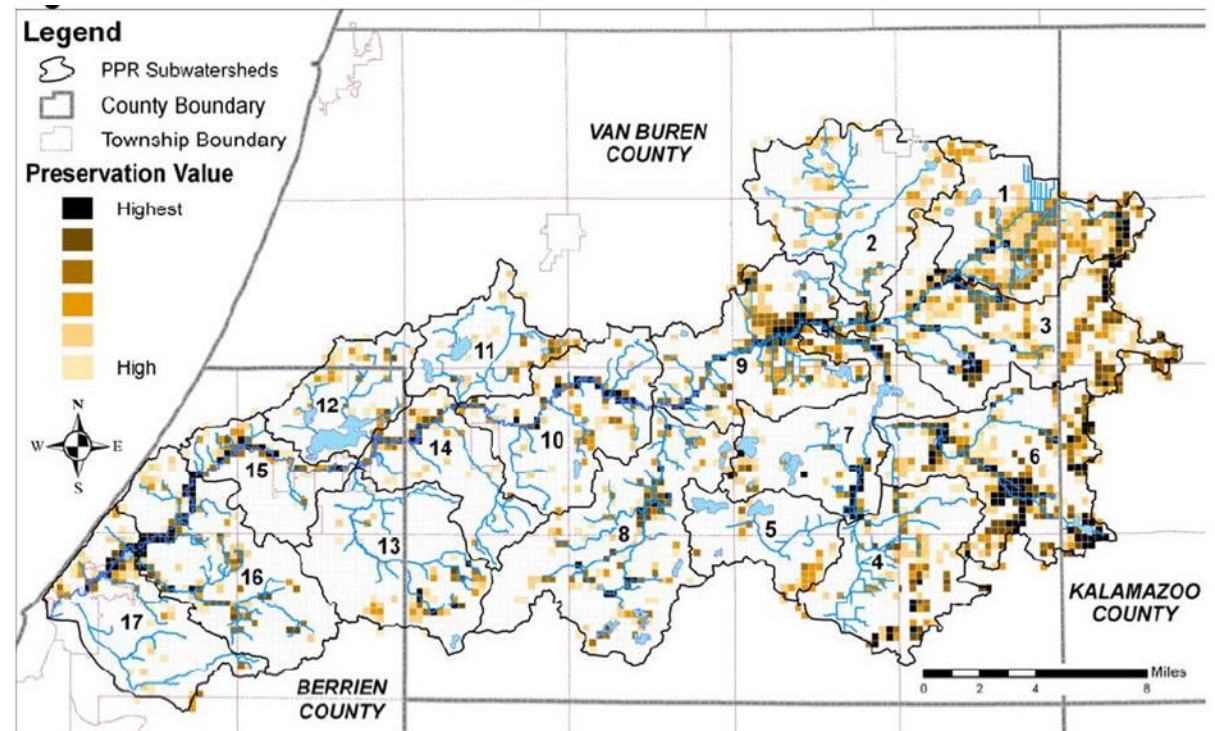 Legend
PPR Subwatersheds
County Boundary
Township Boundary
Preservation Value
Highest
High
N
W E
S
VAN BUREN
COUNTY
1
2
3
9
11
12
10
14
7
6
15
8
5
13
4
16
17
KALAMAZOO
COUNTY
BERRIEN
COUNTY
Miles
0 2 4 8